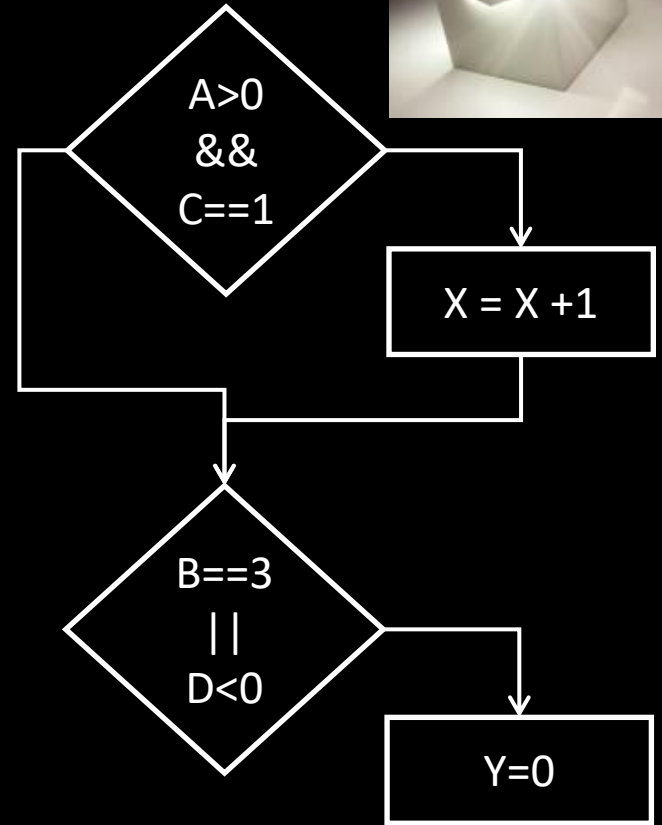 A>0
&&
C==1
X = X +1
B==3
||
D<0
Y=0